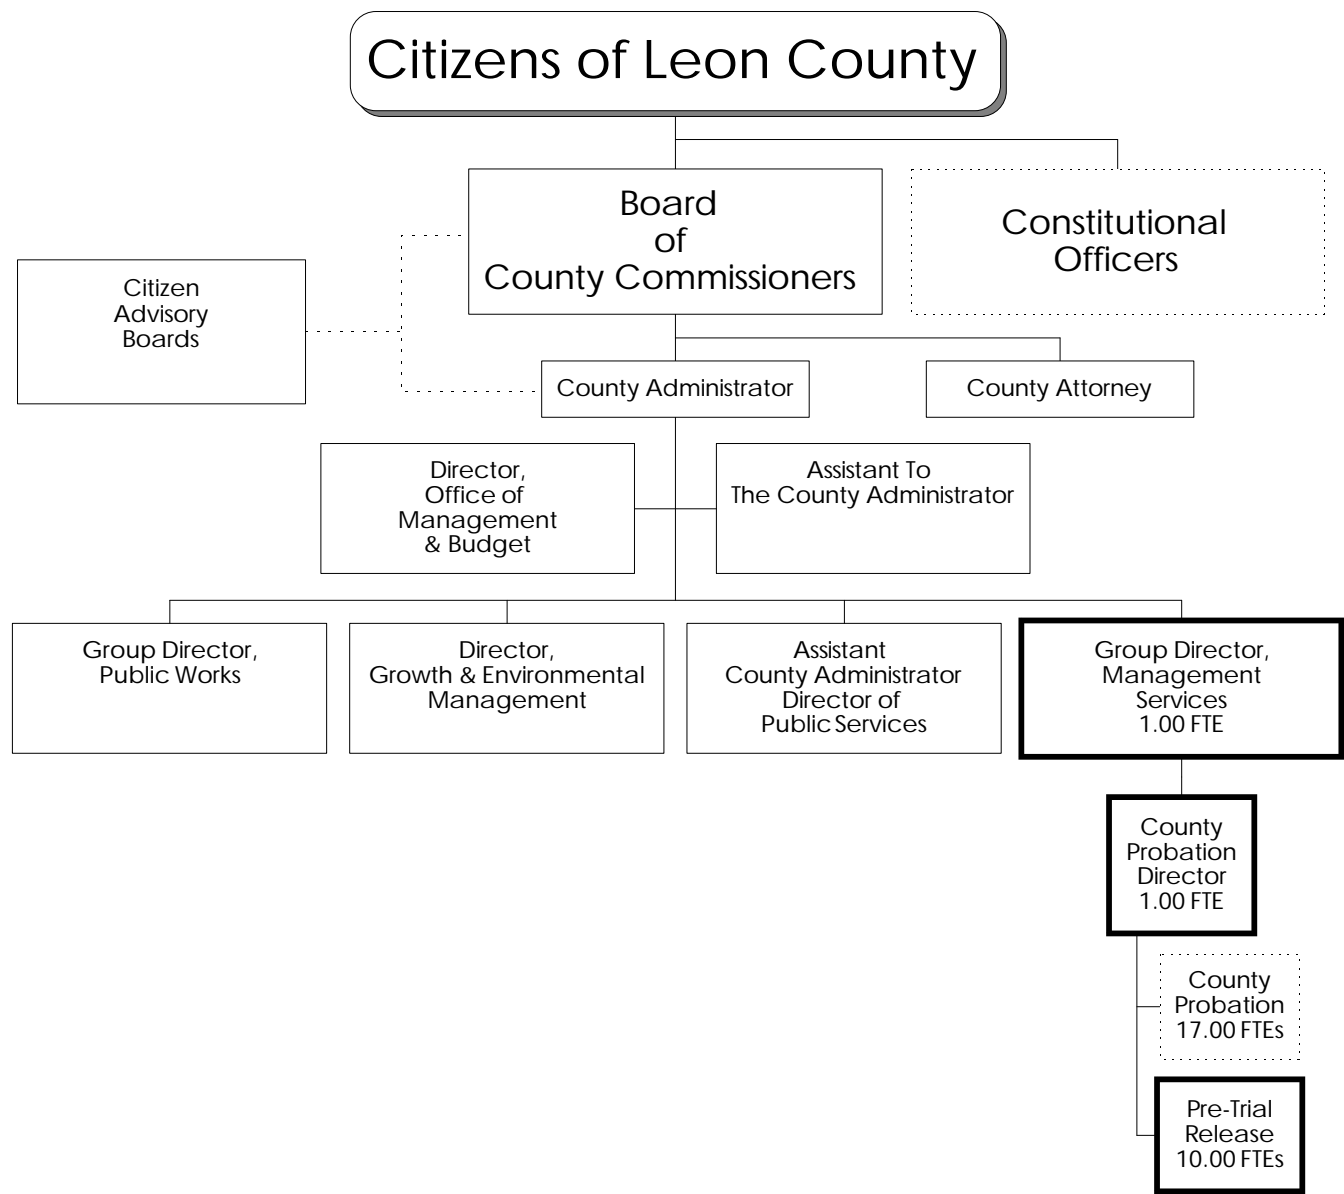 Citizens of Leon County
Board
of
County Commissioners
Constitutional
Officers
Citizen
Advisory
Boards
County Administrator
County Attorney
Director,
Office of
Management
& Budget
Assistant To
The County Administrator
Group Director,
Public Works
Director,
Growth & Environmental
Management
Assistant
County Administrator
Director of
Public Services
Group Director,
Management
Services
1.00 FTE
County
Probation
Director
1.00 FTE
County
Probation
17.00 FTEs
Pre-Trial
Release
10.00 FTEs